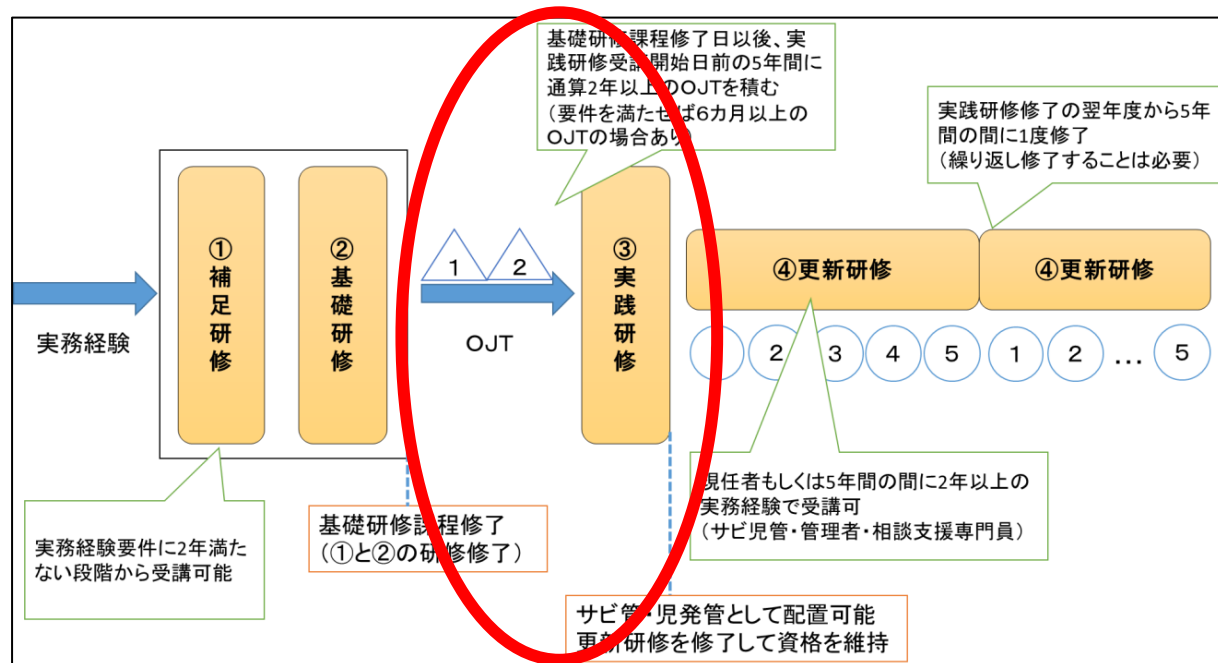 基礎研修課程修了日以後、実
践研修受講開始日前の5年間に
通算2年以上のOJTを積む
(要件を満たせば6カ月以上の
OJTの場合あり)
実践研修修了の翌年度から5年
間の間に1度修了
(繰り返し修了することは必要)
実務経験
①補足研修
②基礎研修
1 2
OJT
③実践研修
④更新研修
④更新研修
2 3 4 5 1 2 … 5
実務経験要件に2年満た
ない段階から受講可能
基礎研修課程修了
(①と②の研修修了)
現任者もしくは5年間の間に2年以上の
実務経験で受講可
(サビ児管・管理者・相談支援専門員)
サビ管・児発管として配置可能
更新研修を修了して資格を維持